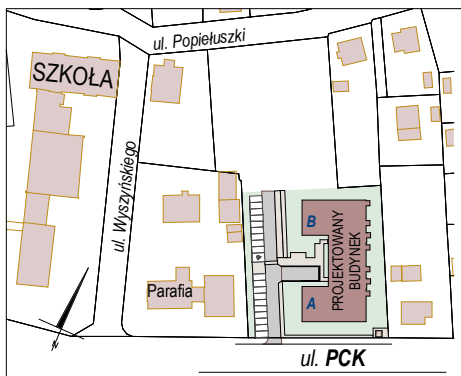 ul. Popiełuszki
SZKOŁA
ul. Wyszyńskiego
B
PROJEKTOWANY
BUDYNEK
Parafia
A
N
ul. PCK